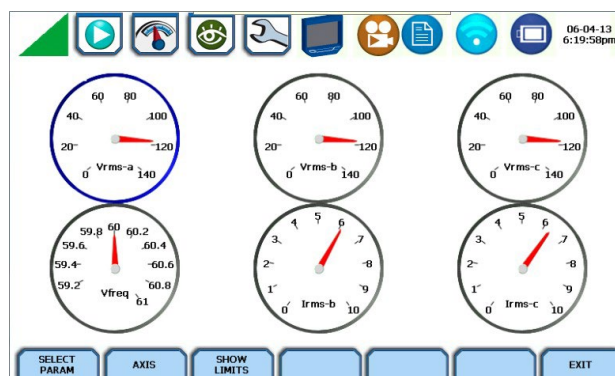 06-04-13
6:19:58pm
60 80
40 100
20 120
0 140
Vrms-a
60 80
40 100
20 120
0 140
Vrms-b
60 80
40 100
20 120
0 140
Vrms-c
59.8 60 60.2
59.6 60.4
59.4 60.6
59.2 60.8
61
Vfreq
4 5 6
3 7
2 8
1 9
0 10
Irms-b
4 5 6
3 7
2 8
1 9
0 10
Irms-c
SELECT PARAM
AXIS
SHOW LIMITS
EXIT